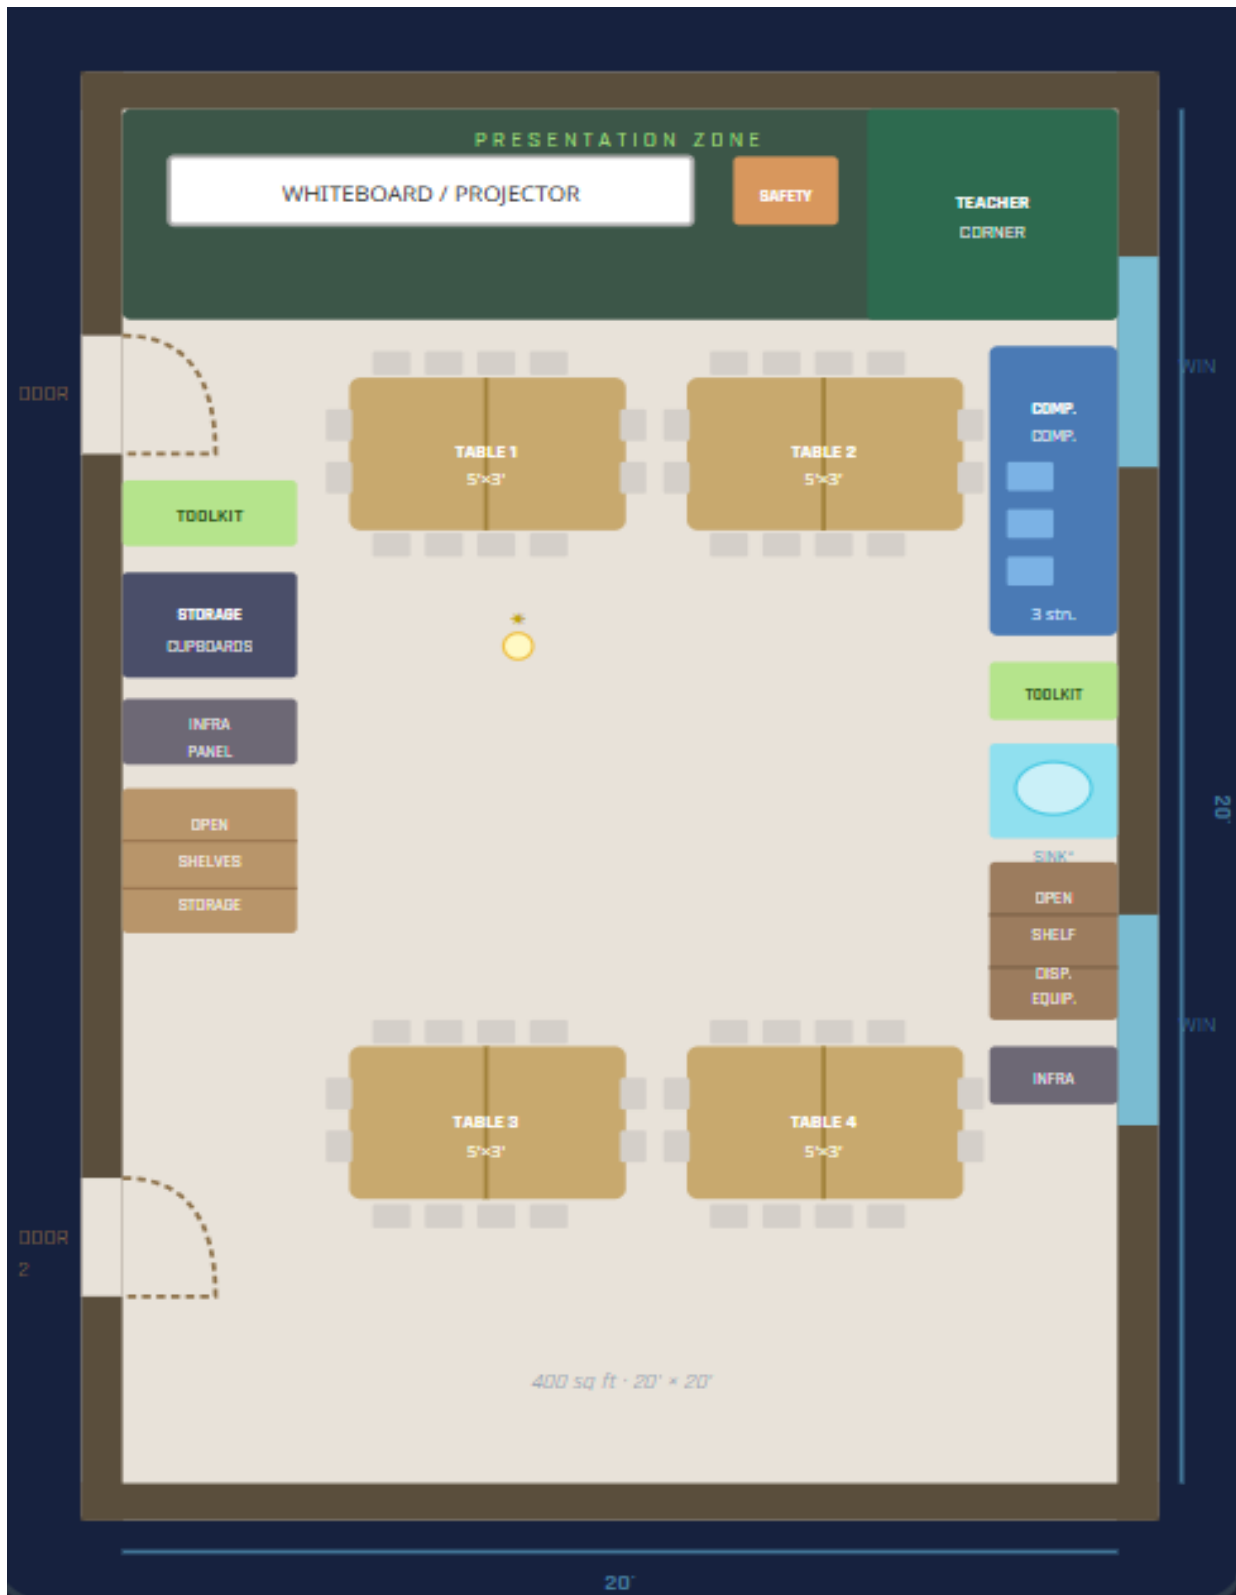 PRESENTATION ZONE
WHITEBOARD / PROJECTOR
SAFETY
TEACHER
CORNER
DOOR
WIN
TABLE 1
5'×3'
TABLE 2
5'×3'
COMP.
COMP.
3 stn.
TOOLKIT
STORAGE
CUPBOARDS
TOOLKIT
INFRA
PANEL
OPEN
SHELVES
STORAGE
SINK*
OPEN
SHELF
DISP.
EQUIP.
20'
WIN
INFRA
TABLE 3
5'×3'
TABLE 4
5'×3'
DOOR
2
400 sq ft · 20' × 20'
20'